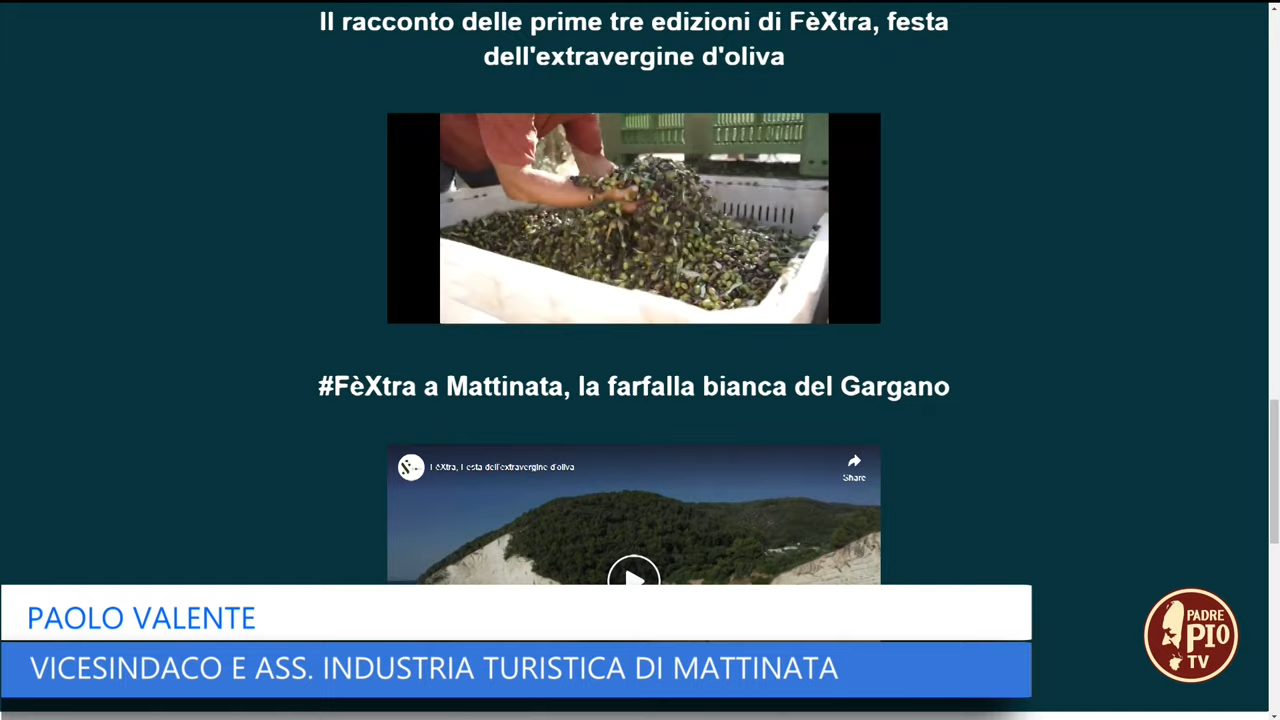 Il racconto delle prime tre edizioni di FèXtra, festa
dell'extravergine d'oliva
#FèXtra a Mattinata, la farfalla bianca del Gargano
FèXtra, Festa dell'extravergine d'oliva
Share
PAOLO VALENTE
VICESINDACO E ASS. INDUSTRIA TURISTICA DI MATTINATA
PADRE
PIO
TV